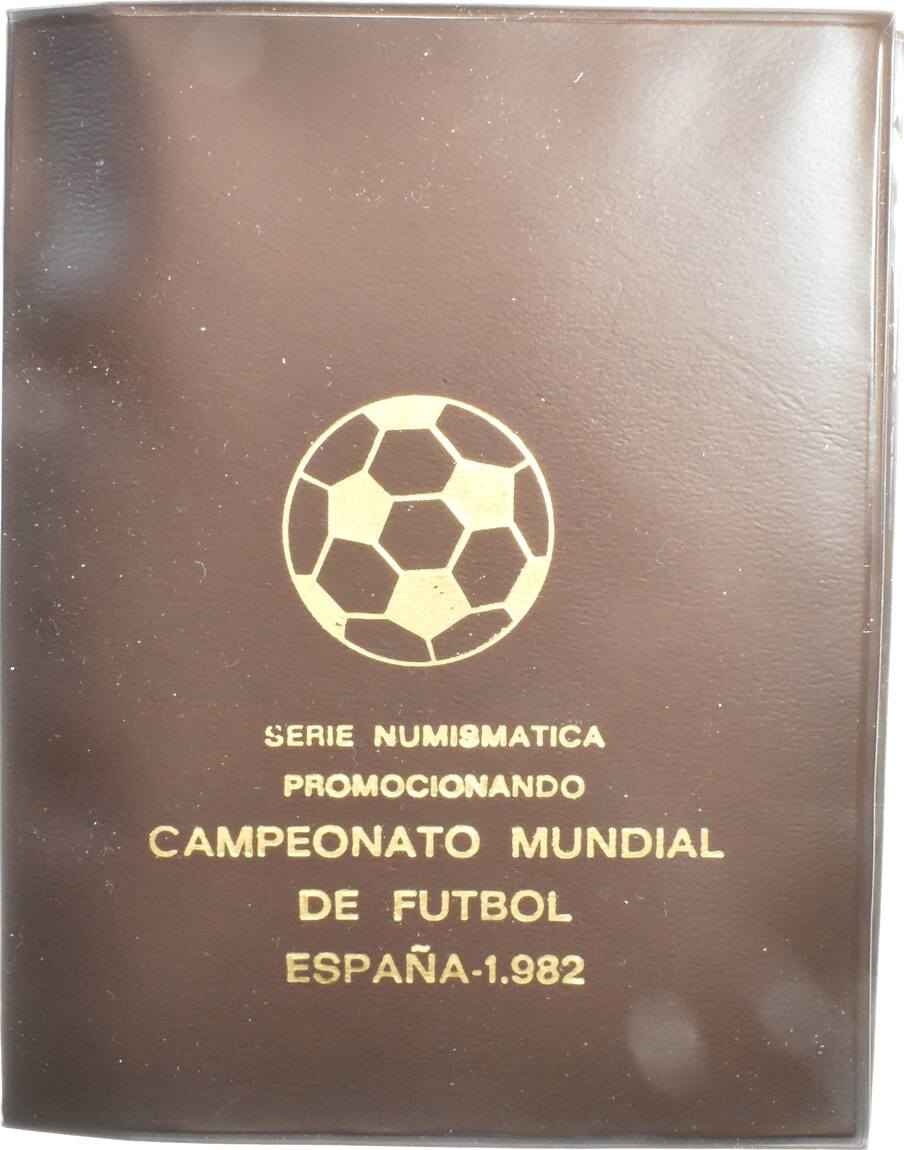 SERIE NUMISMATICA
PROMOCIONANDO
CAMPEONATO MUNDIAL
DE FUTBOL
ESPAÑA-1.982